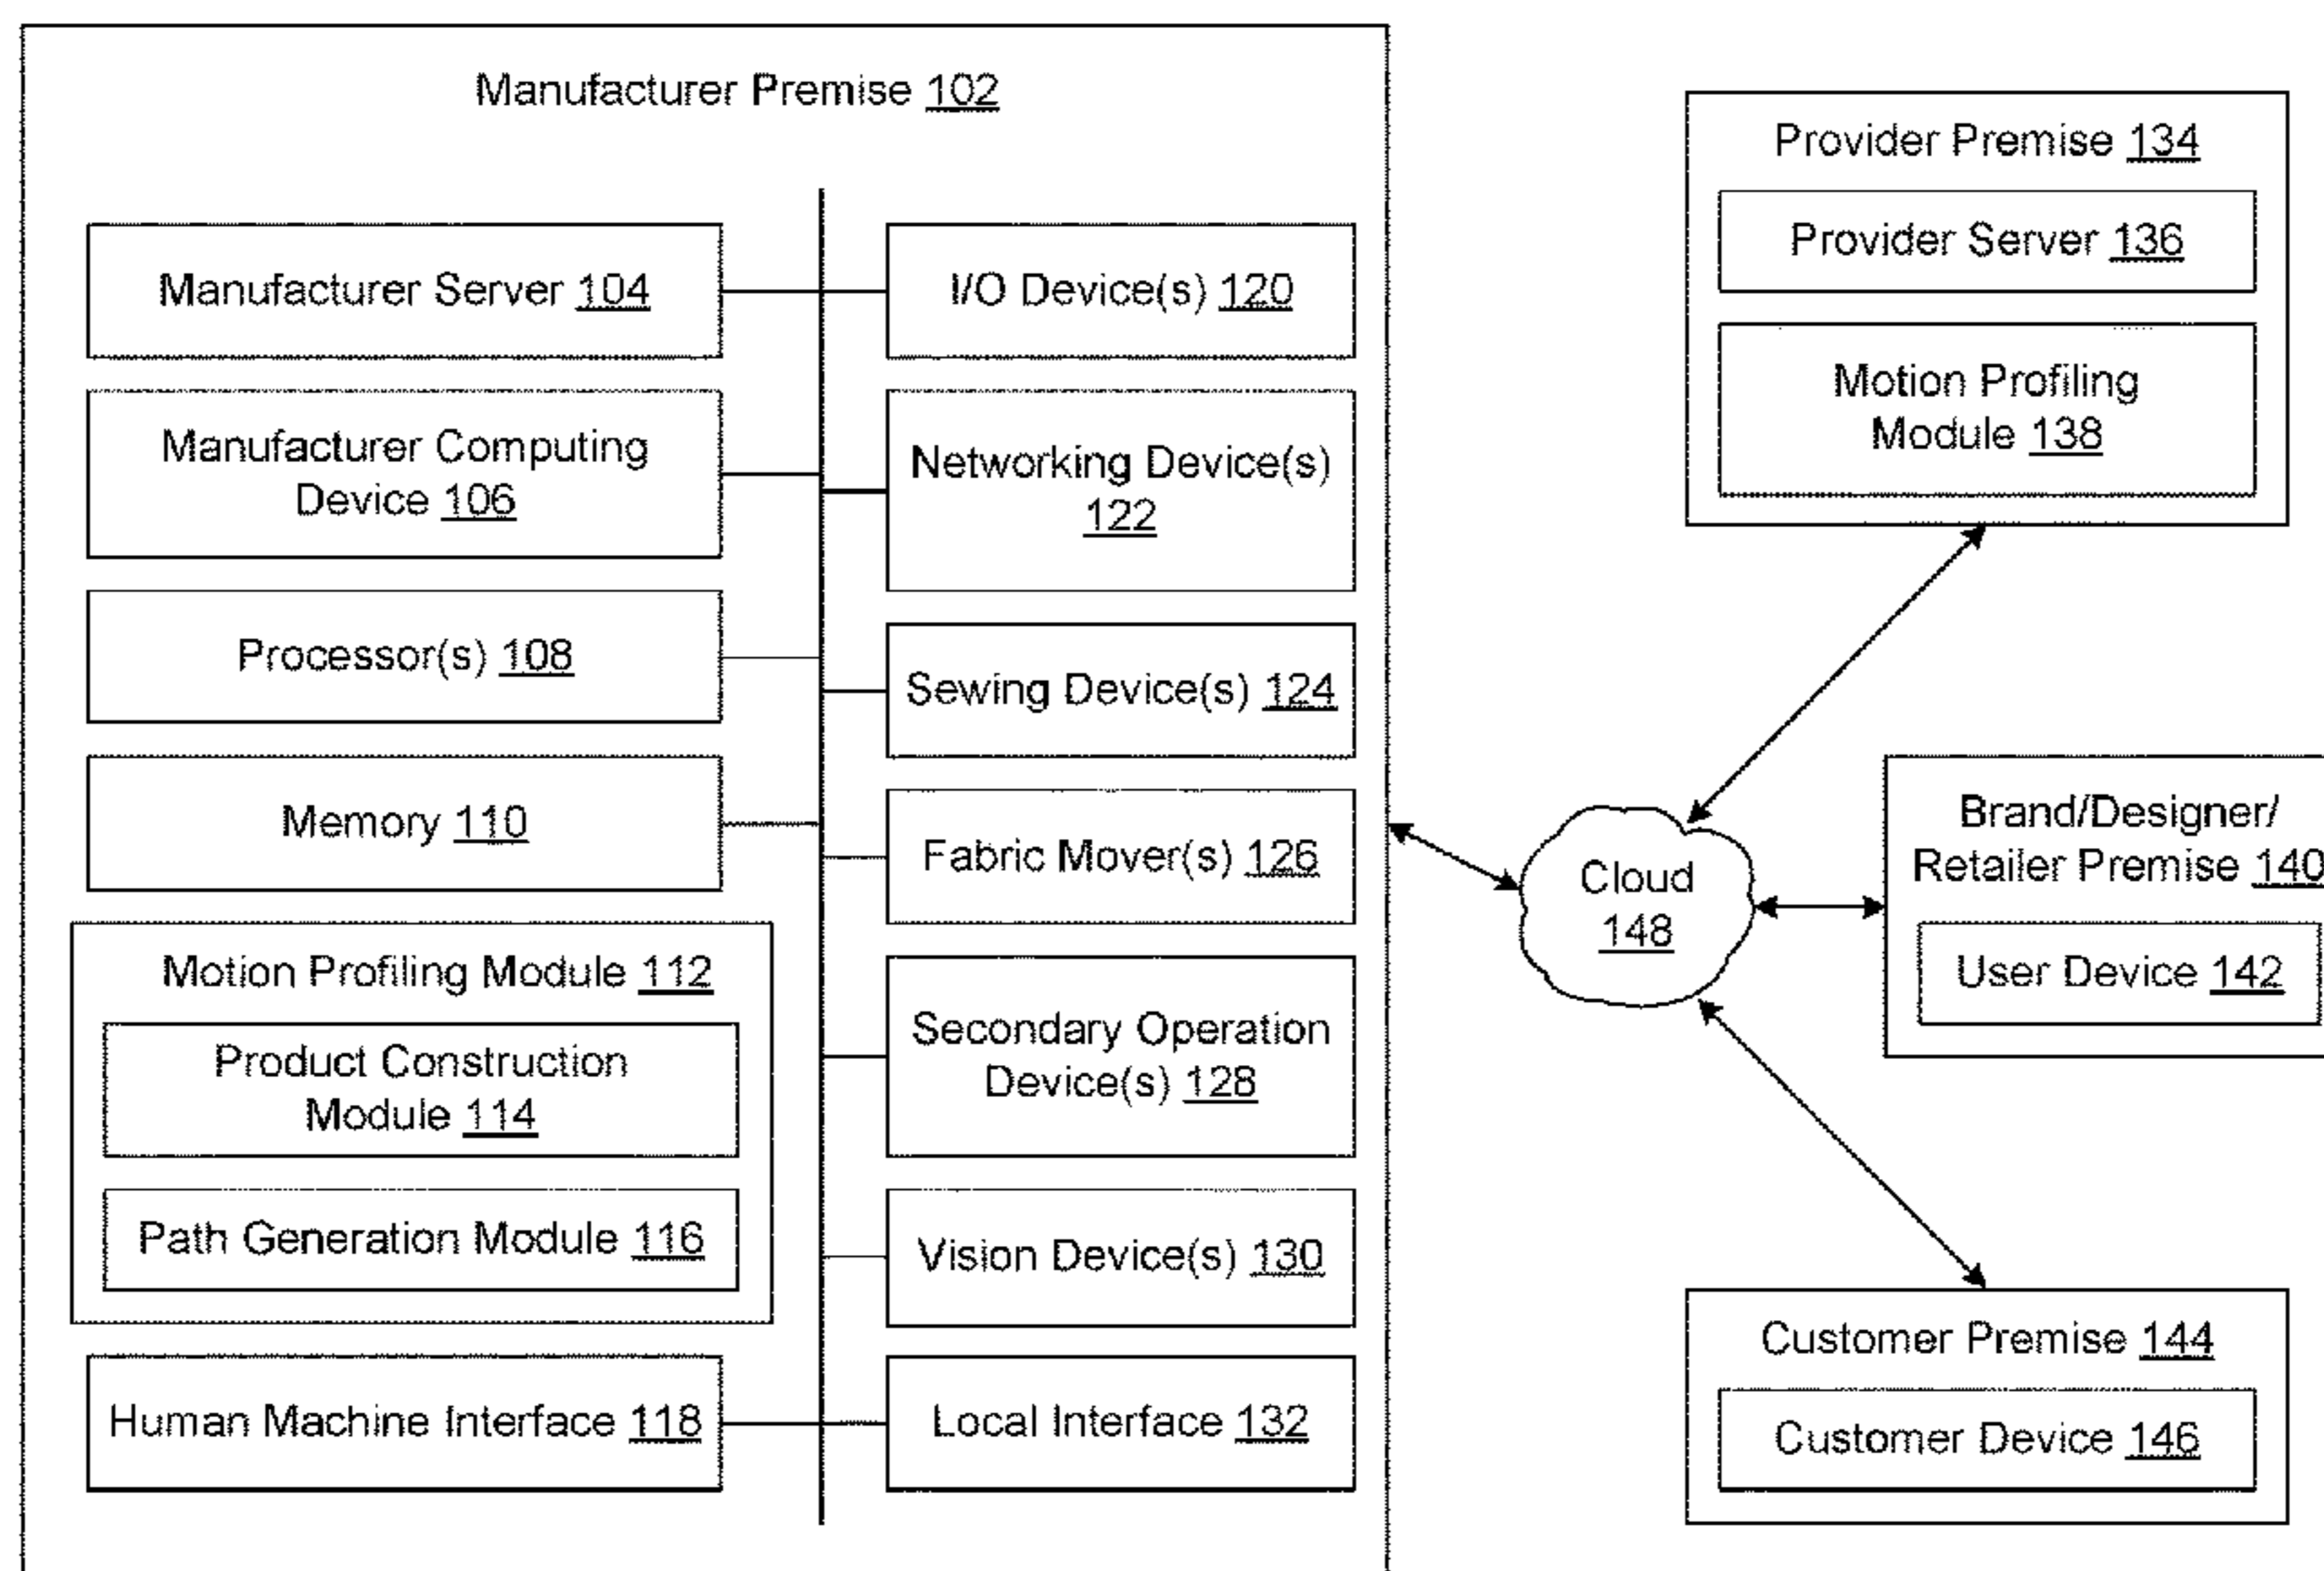 Manufacturer Premise 102
Manufacturer Server 104
Manufacturer Computing
Device 106
Processor(s) 108
Memory 110
Motion Profiling Module 112
Product Construction
Module 114
Path Generation Module 116
Human Machine Interface 118
I/O Device(s) 120
Networking Device(s)
122
Sewing Device(s) 124
Fabric Mover(s) 126
Secondary Operation
Device(s) 128
Vision Device(s) 130
Local Interface 132
Cloud
148
Provider Premise 134
Provider Server 136
Motion Profiling
Module 138
Brand/Designer/
Retailer Premise 140
User Device 142
Customer Premise 144
Customer Device 146